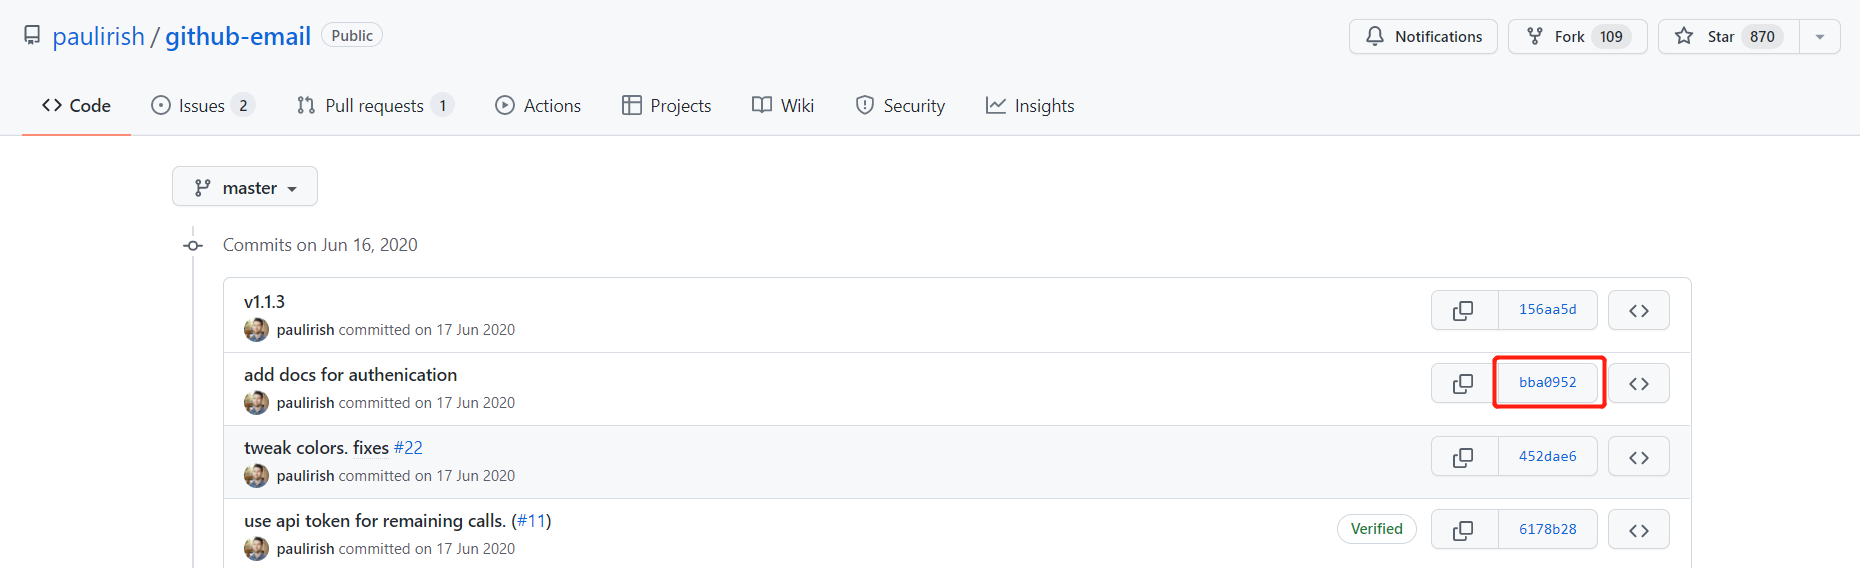 paulirish / github-email Public Notifications Fork 109 Star 870
Code Issues 2 Pull requests 1 Actions Projects Wiki Security Insights
master
Commits on Jun 16, 2020
v1.1.3
paulirish committed on 17 Jun 2020 156aa5d
add docs for authenication
paulirish committed on 17 Jun 2020 bba0952
tweak colors. fixes #22
paulirish committed on 17 Jun 2020 452dae6
use api token for remaining calls. (#11)
paulirish committed on 17 Jun 2020 Verified 6178b28